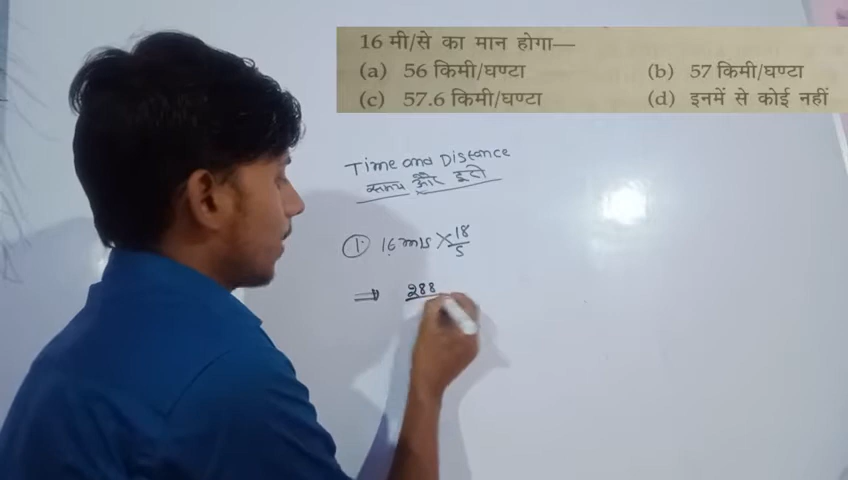 16 मी/से का मान होगा—
(a) 56 किमी/घण्टा (b) 57 किमी/घण्टा
(c) 57.6 किमी/घण्टा (d) इनमें से कोई नहीं
Time and Distance
समय और दूरी
① 16 m/s × 18/5
⇒ 288